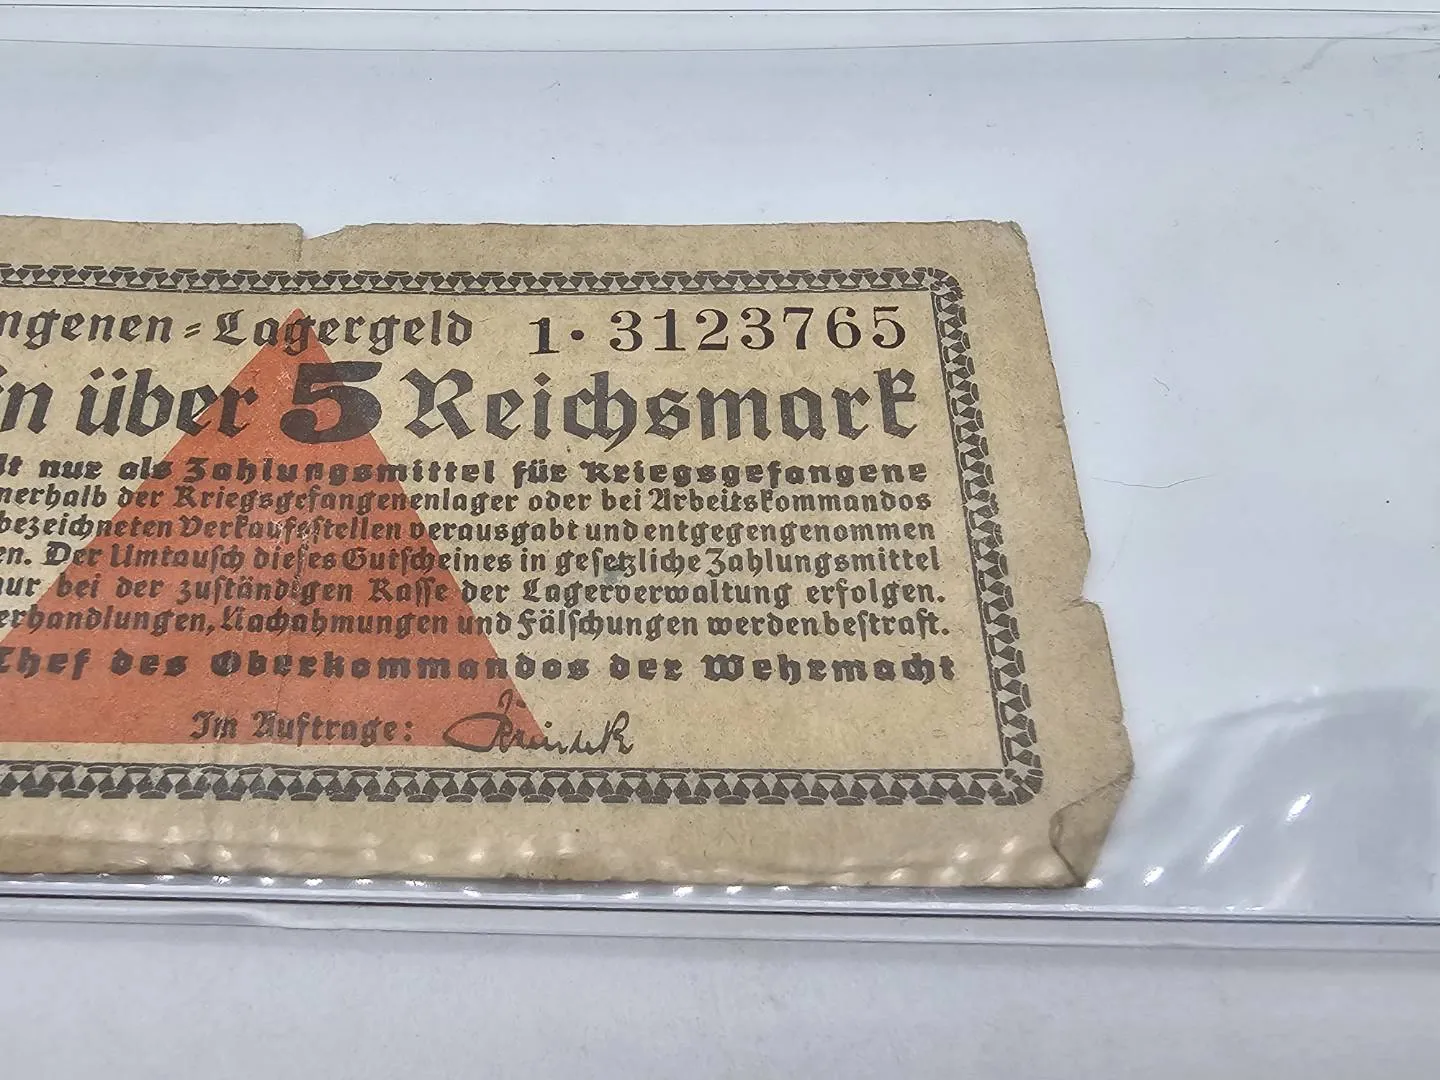 ngenen-Lagergeld 1·3123765
n über 5 Reichsmark
lt nur als Zahlungsmittel für Kriegsgefangene
nerhalb der Kriegsgefangenenlager oder bei Arbeitskommandos
bezeichneten Verkaufsstellen verausgabt und entgegengenommen
en. Der Umtausch dieses Gutscheines in gesetzliche Zahlungsmittel
ur bei der zuständigen Kasse der Lagerverwaltung erfolgen.
erhandlungen, Nachahmungen und Fälschungen werden bestraft.
Chef des Oberkommandos der Wehrmacht
Im Auftrage: